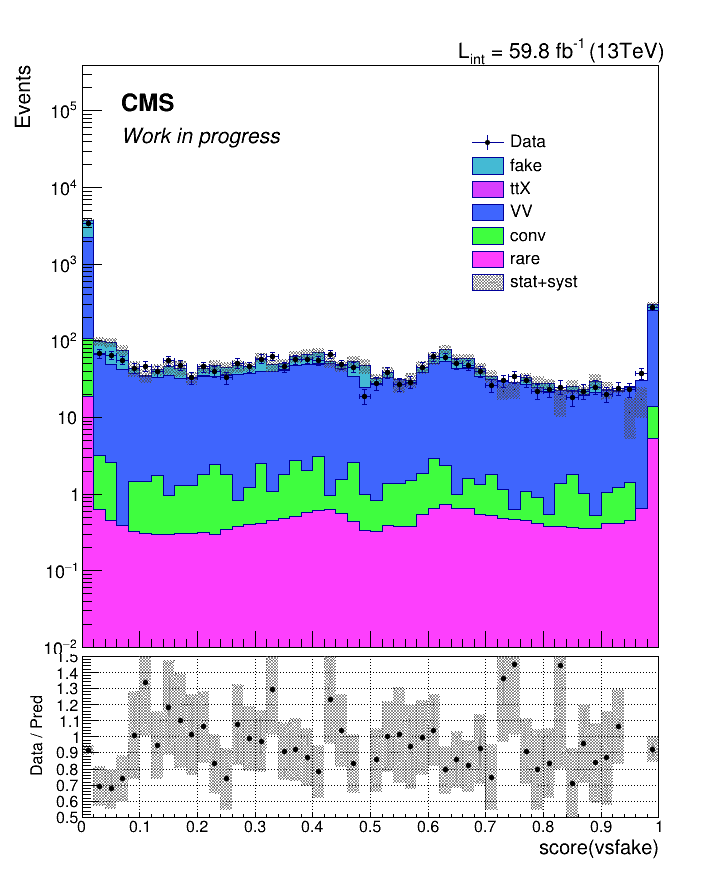 L_int = 59.8 fb^-1 (13TeV)
Events
CMS
Work in progress
Data
fake
ttX
VV
conv
rare
stat+syst
10^5
10^4
10^3
10^2
10
1
10^-1
10^-2
Data / Pred
1.5
1.4
1.3
1.2
1.1
1
0.9
0.8
0.7
0.6
0.5
0 0.1 0.2 0.3 0.4 0.5 0.6 0.7 0.8 0.9 1
score(vsfake)